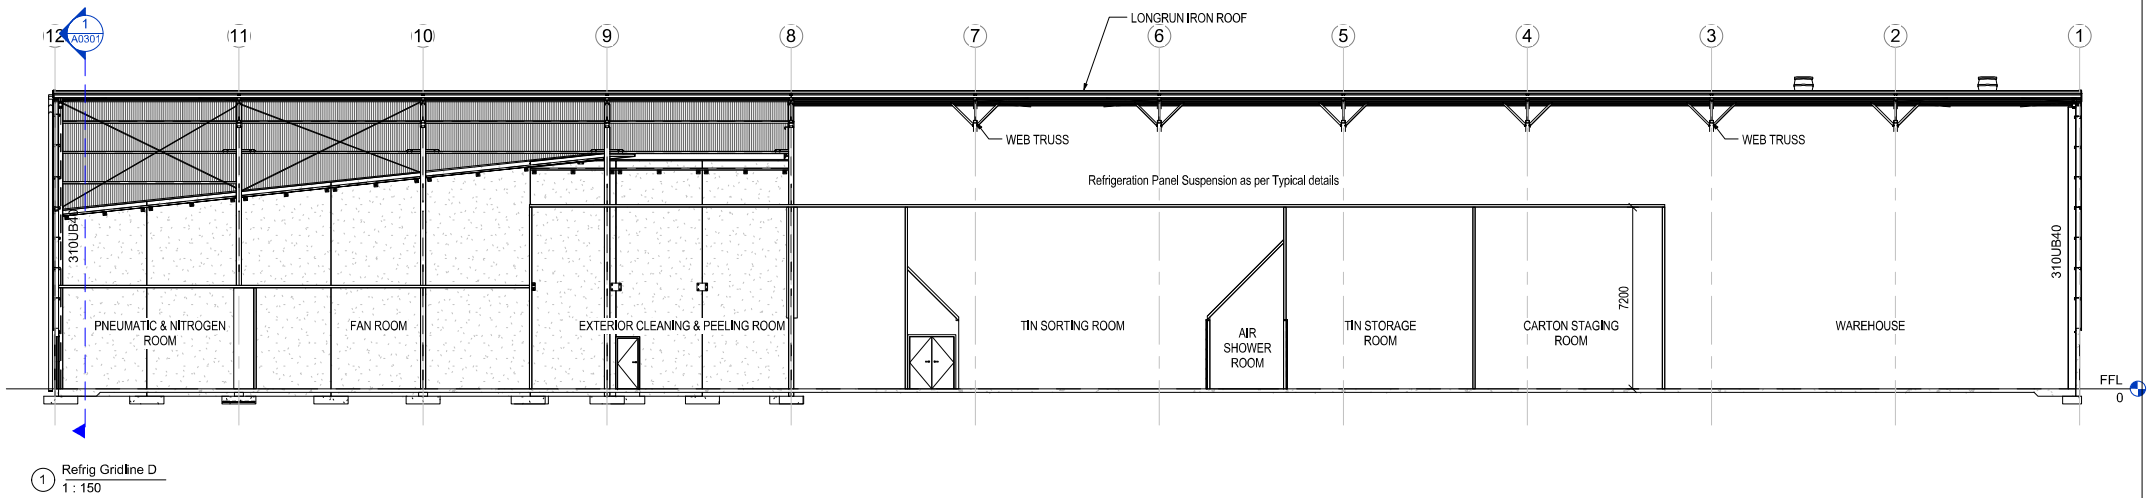 LONGRUN IRON ROOF
1
A0301
12
11
10
9
8
7
6
5
4
3
2
1
WEB TRUSS
WEB TRUSS
Refrigeration Panel Suspension as per Typical details
310UB40
310UB40
7200
PNEUMATIC & NITROGEN
ROOM
FAN ROOM
EXTERIOR CLEANING & PEELING ROOM
TIN SORTING ROOM
AIR
SHOWER
ROOM
TIN STORAGE
ROOM
CARTON STAGING
ROOM
WAREHOUSE
FFL
0
1
Refrig Gridline D
1 : 150